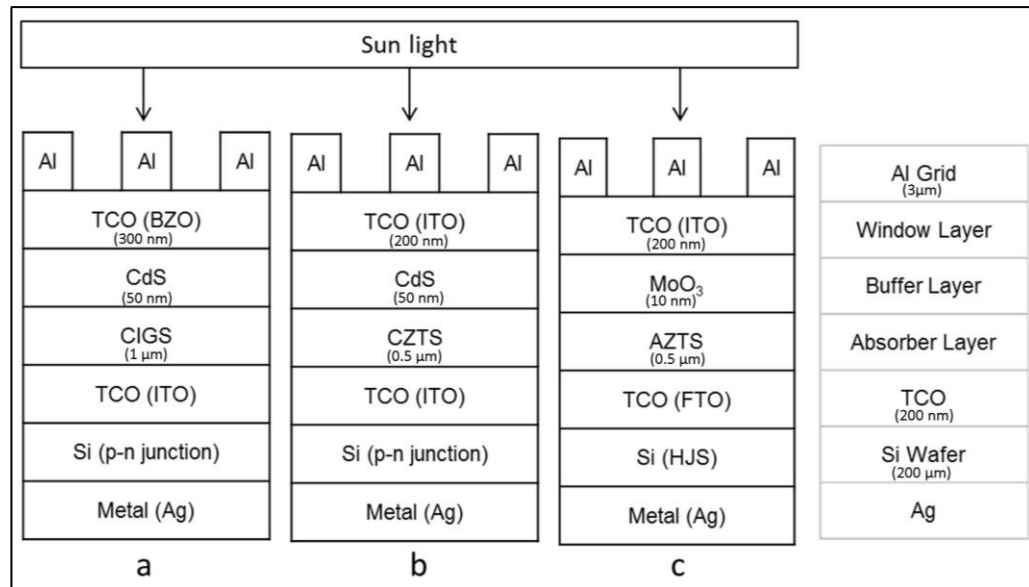 Sun light
Al Al Al
TCO (BZO)
(300 nm)
CdS
(50 nm)
CIGS
(1 µm)
TCO (ITO)
Si (p-n junction)
Metal (Ag)
a
Al Al Al
TCO (ITO)
(200 nm)
CdS
(50 nm)
CZTS
(0.5 µm)
TCO (ITO)
Si (p-n junction)
Metal (Ag)
b
Al Al Al
TCO (ITO)
(200 nm)
MoO₃
(10 nm)
AZTS
(0.5 µm)
TCO (FTO)
Si (HJS)
Metal (Ag)
c
Al Grid
(3µm)
Window Layer
Buffer Layer
Absorber Layer
TCO
(200 nm)
Si Wafer
(200 µm)
Ag